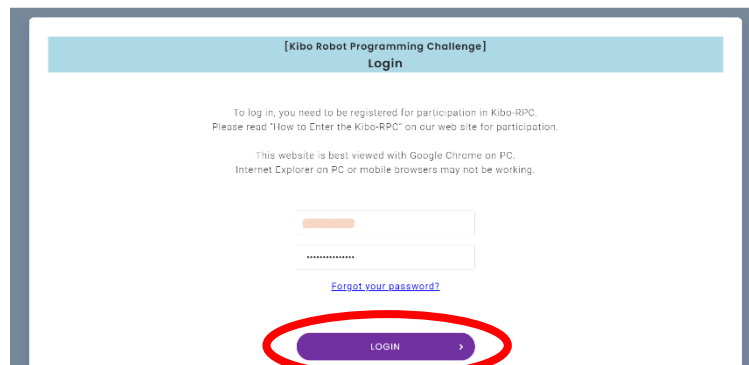 [Kibo Robot Programming Challenge]
Login
To log in, you need to be registered for participation in Kibo-RPC.
Please read "How to Enter the Kibo-RPC" on our web site for participation.
This website is best viewed with Google Chrome on PC.
Internet Explorer on PC or mobile browsers may not be working.
•••••••••••••••
Forgot your password?
LOGIN >